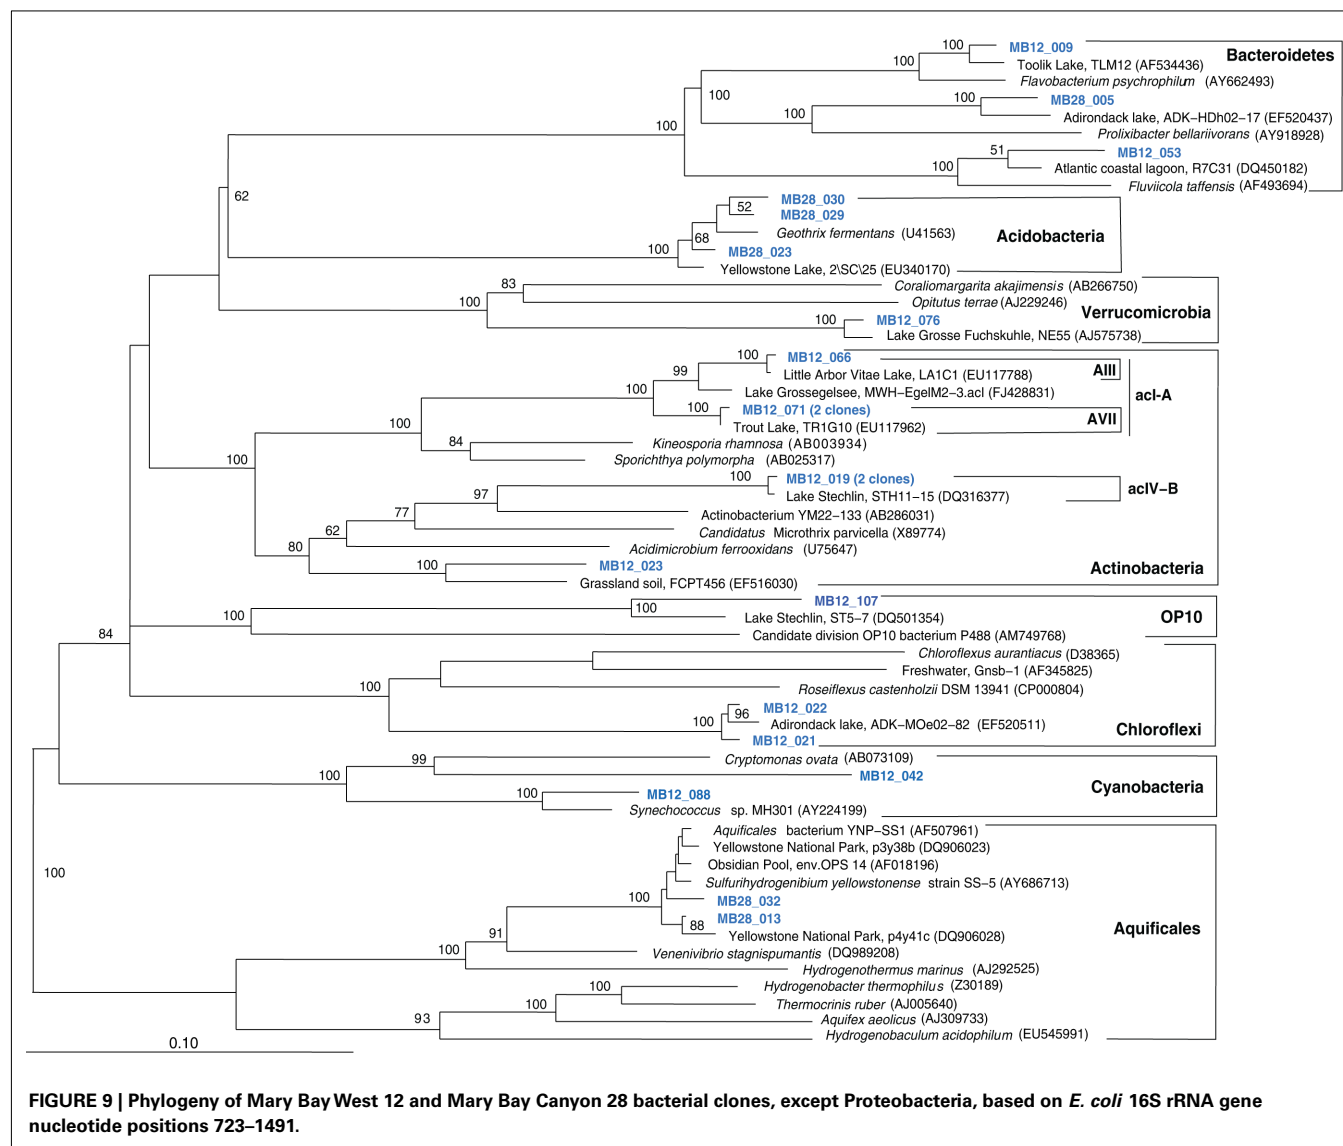 100 MB12_009
Bacteroidetes
100 Toolik Lake, TLM12 (AF534436)
Flavobacterium psychrophilum (AY662493)
100
100 MB28_005
100 Adirondack lake, ADK−HDh02−17 (EF520437)
100 Prolixibacter bellariivorans (AY918928)
51 MB12_053
100 Atlantic coastal lagoon, R7C31 (DQ450182)
Fluviicola taffensis (AF493694)
62
MB28_030
52 MB28_029
Geothrix fermentans (U41563)
Acidobacteria
68
100 MB28_023
Yellowstone Lake, 2\SC\25 (EU340170)
83 Coraliomargarita akajimensis (AB266750)
100 Opitutus terrae (AJ229246)
Verrucomicrobia
100 MB12_076
Lake Grosse Fuchskuhle, NE55 (AJ575738)
100 MB12_066
99 Little Arbor Vitae Lake, LA1C1 (EU117788) AIII
100 Lake Grossegelsee, MWH−EgelM2−3.acl (FJ428831) acI-A
100 MB12_071 (2 clones)
AVII
100 Trout Lake, TR1G10 (EU117962)
84 Kineosporia rhamnosa (AB003934)
100 Sporichthya polymorpha (AB025317)
100 MB12_019 (2 clones)
acIV−B
97 Lake Stechlin, STH11−15 (DQ316377)
77 Actinobacterium YM22−133 (AB286031)
62 Candidatus Microthrix parvicella (X89774)
80 Acidimicrobium ferrooxidans (U75647)
100 MB12_023
Actinobacteria
Grassland soil, FCPT456 (EF516030)
MB12_107
100 100 Lake Stechlin, ST5−7 (DQ501354)
OP10
84 Candidate division OP10 bacterium P488 (AM749768)
Chloroflexus aurantiacus (D38365)
Freshwater, Gnsb−1 (AF345825)
100 Roseiflexus castenholzii DSM 13941 (CP000804)
MB12_022
100 96 Adirondack lake, ADK−MOe02−82 (EF520511)
Chloroflexi
MB12_021
99 Cryptomonas ovata (AB073109)
100 MB12_042
Cyanobacteria
100 MB12_088
Synechococcus sp. MH301 (AY224199)
Aquificales bacterium YNP−SS1 (AF507961)
Yellowstone National Park, p3y38b (DQ906023)
100 Obsidian Pool, env.OPS 14 (AF018196)
Sulfurihydrogenibium yellowstonense strain SS−5 (AY686713)
100 MB28_032
MB28_013
88
Aquificales
91 Yellowstone National Park, p4y41c (DQ906028)
100 Venenivibrio stagnispumantis (DQ989208)
Hydrogenothermus marinus (AJ292525)
100 Hydrogenobacter thermophilus (Z30189)
100 Thermocrinis ruber (AJ005640)
93 Aquifex aeolicus (AJ309733)
Hydrogenobaculum acidophilum (EU545991)
0.10
FIGURE 9 | Phylogeny of Mary Bay West 12 and Mary Bay Canyon 28 bacterial clones, except Proteobacteria, based on E. coli 16S rRNA gene
nucleotide positions 723–1491.